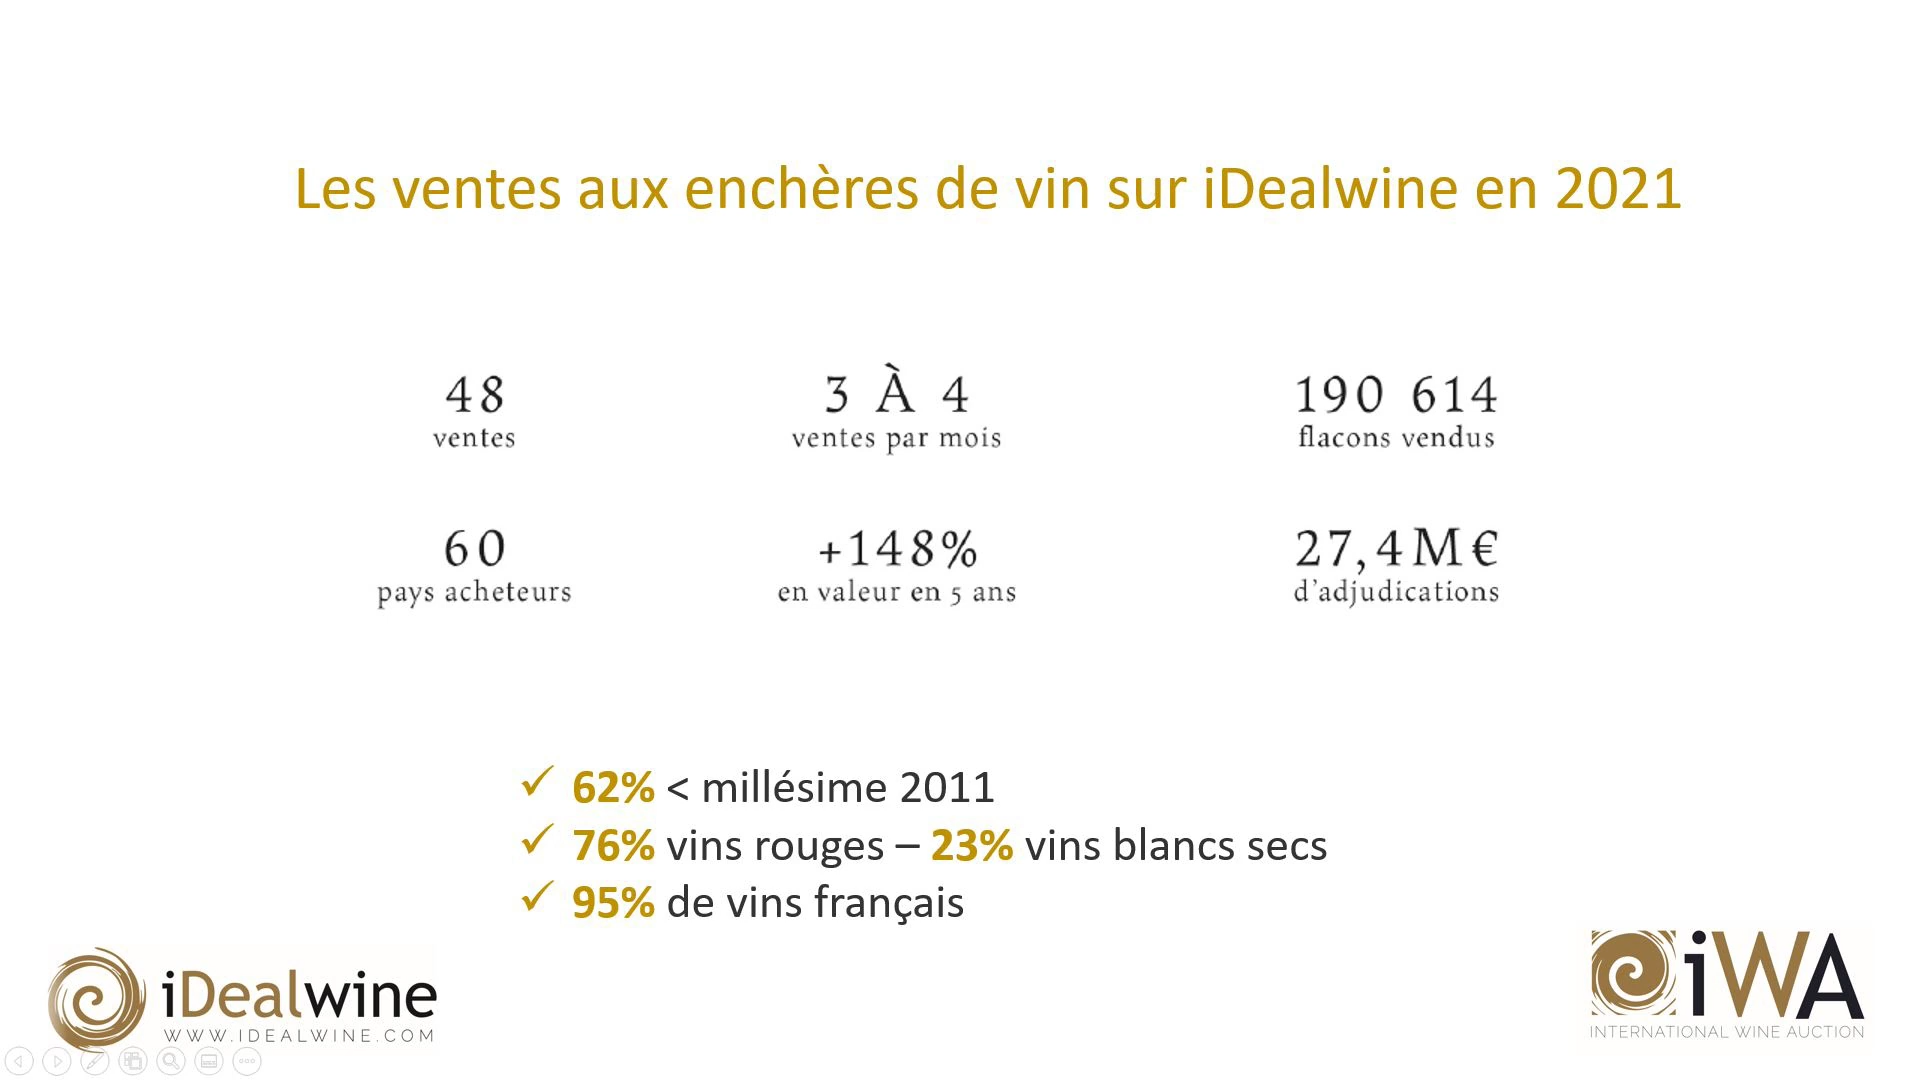 Les ventes aux enchères de vin sur iDealwine en 2021
48
ventes
3 À 4
ventes par mois
190 614
flacons vendus
60
pays acheteurs
+148%
en valeur en 5 ans
27,4M€
d'adjudications
✓ 62% < millésime 2011
✓ 76% vins rouges – 23% vins blancs secs
✓ 95% de vins français
iDealwine
WWW.IDEALWINE.COM
iWA
INTERNATIONAL WINE AUCTION